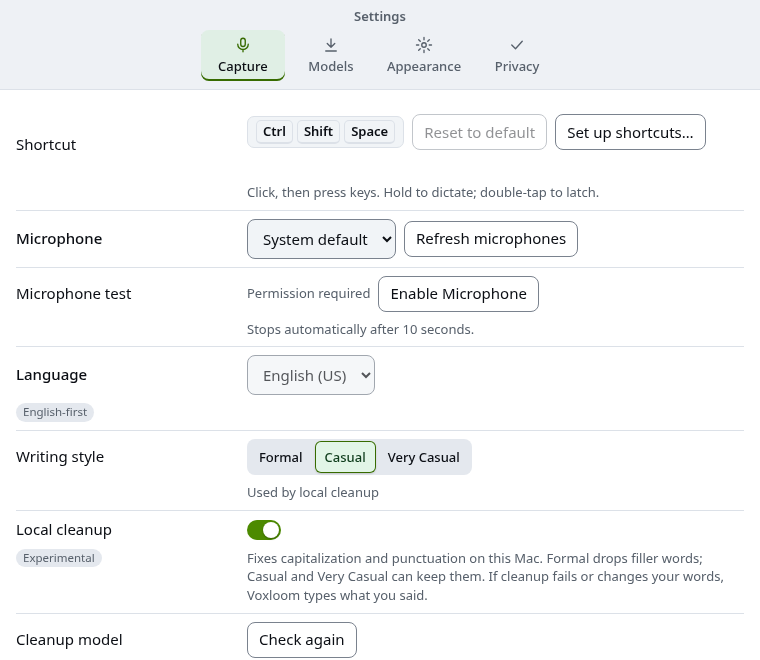 Settings
Capture
Models
Appearance
Privacy
Shortcut
Ctrl Shift Space
Reset to default
Set up shortcuts...
Click, then press keys. Hold to dictate; double-tap to latch.
Microphone
System default
Refresh microphones
Microphone test
Permission required
Enable Microphone
Stops automatically after 10 seconds.
Language
English (US)
English-first
Writing style
Formal
Casual
Very Casual
Used by local cleanup
Local cleanup
Experimental
Fixes capitalization and punctuation on this Mac. Formal drops filler words;
Casual and Very Casual can keep them. If cleanup fails or changes your words,
Voxloom types what you said.
Cleanup model
Check again